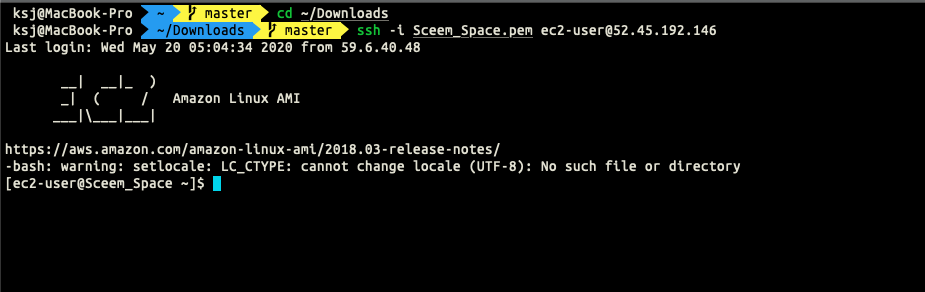 ksj@MacBook-Pro ~ master cd ~/Downloads
ksj@MacBook-Pro ~/Downloads master ssh -i Sceem_Space.pem ec2-user@52.45.192.146
Last login: Wed May 20 05:04:34 2020 from 59.6.40.48
__|  __|_  )
_|  (     /   Amazon Linux AMI
___|\___|___|
https://aws.amazon.com/amazon-linux-ami/2018.03-release-notes/
-bash: warning: setlocale: LC_CTYPE: cannot change locale (UTF-8): No such file or directory
[ec2-user@Sceem_Space ~]$